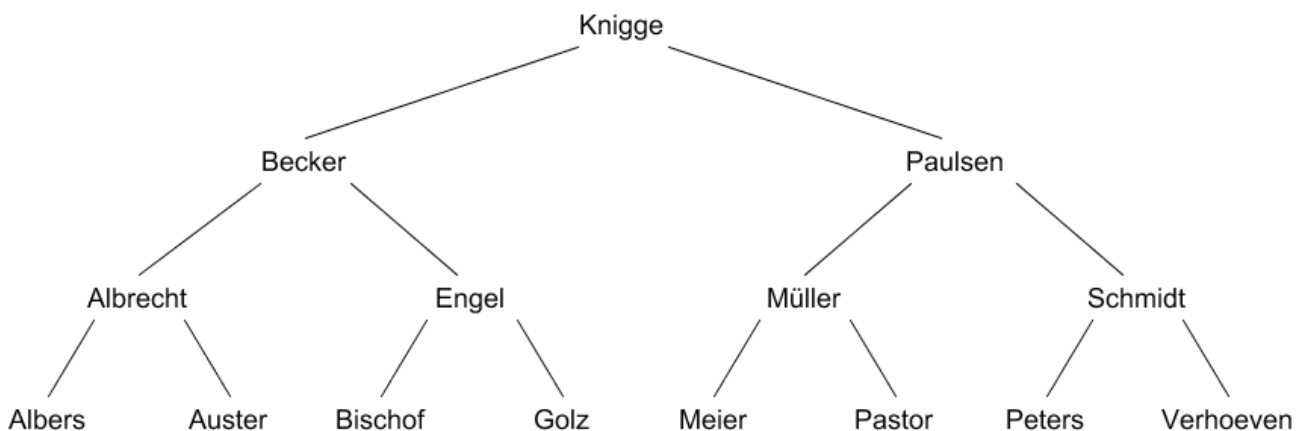 Knigge
Becker Paulsen
Albrecht Engel Müller Schmidt
Albers Auster Bischof Golz Meier Pastor Peters Verhoeven